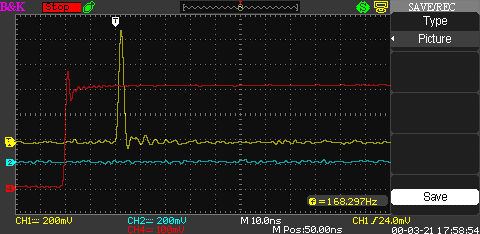 B&K Stop SAVE/REC
Type
Picture
Save
f=168.297Hz
CH1 200mV CH2 200mV M 10.0ns CH1 / 24.0mV
CH4 100mV M Pos:50.00ns 00-03-21 17:58:54